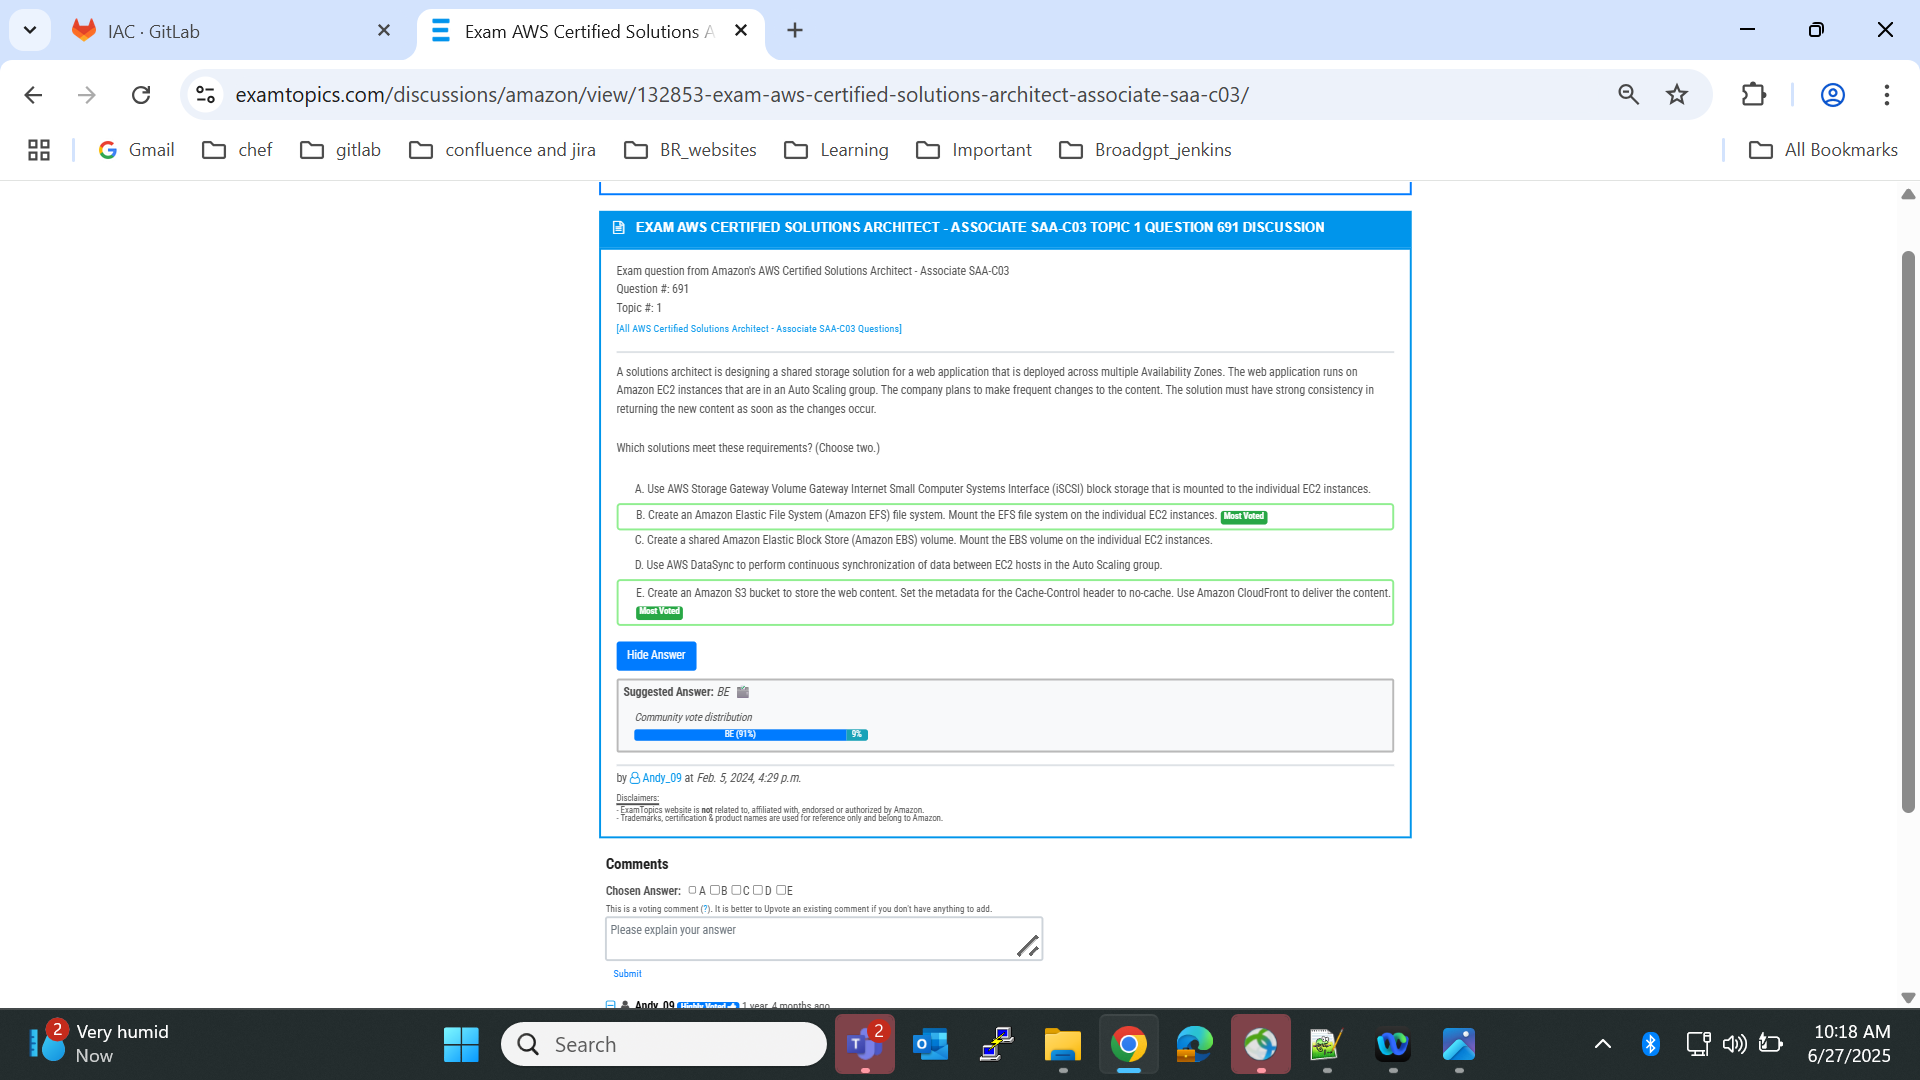 IAC · GitLab
Exam AWS Certified Solutions A
examtopics.com/discussions/amazon/view/132853-exam-aws-certified-solutions-architect-associate-saa-c03/
Gmail
chef
gitlab
confluence and jira
BR_websites
Learning
Important
Broadgpt_jenkins
All Bookmarks
EXAM AWS CERTIFIED SOLUTIONS ARCHITECT - ASSOCIATE SAA-C03 TOPIC 1 QUESTION 691 DISCUSSION
Exam question from Amazon's AWS Certified Solutions Architect - Associate SAA-C03
Question #: 691
Topic #: 1
[All AWS Certified Solutions Architect - Associate SAA-C03 Questions]
A solutions architect is designing a shared storage solution for a web application that is deployed across multiple Availability Zones. The web application runs on
Amazon EC2 instances that are in an Auto Scaling group. The company plans to make frequent changes to the content. The solution must have strong consistency in
returning the new content as soon as the changes occur.
Which solutions meet these requirements? (Choose two.)
A. Use AWS Storage Gateway Volume Gateway Internet Small Computer Systems Interface (iSCSI) block storage that is mounted to the individual EC2 instances.
B. Create an Amazon Elastic File System (Amazon EFS) file system. Mount the EFS file system on the individual EC2 instances. Most Voted
C. Create a shared Amazon Elastic Block Store (Amazon EBS) volume. Mount the EBS volume on the individual EC2 instances.
D. Use AWS DataSync to perform continuous synchronization of data between EC2 hosts in the Auto Scaling group.
E. Create an Amazon S3 bucket to store the web content. Set the metadata for the Cache-Control header to no-cache. Use Amazon CloudFront to deliver the content.
Most Voted
Hide Answer
Suggested Answer: BE
Community vote distribution
BE (91%) 9%
by Andy_09 at Feb. 5, 2024, 4:29 p.m.
Disclaimers:
- ExamTopics website is not related to, affiliated with, endorsed or authorized by Amazon.
- Trademarks, certification & product names are used for reference only and belong to Amazon.
Comments
Chosen Answer: A B C D E
This is a voting comment (?). It is better to Upvote an existing comment if you don't have anything to add.
Please explain your answer
Submit
Andy_09 Highly Voted 1 year, 4 months ago
2
Very humid
Now
Search
2
10:18 AM
6/27/2025